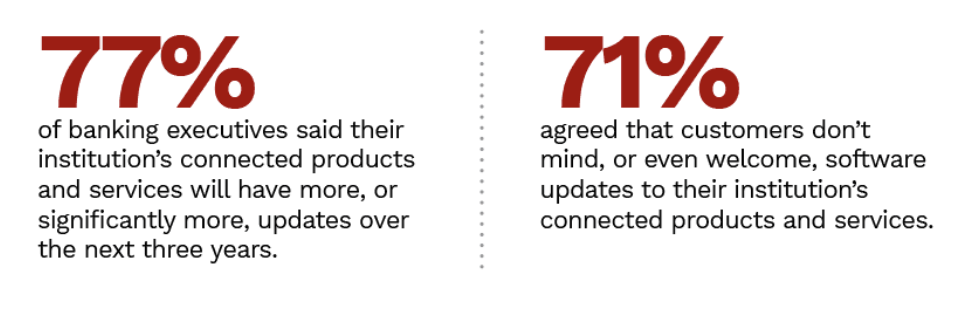 77%
of banking executives said their
institution’s connected products
and services will have more, or
significantly more, updates over
the next three years.
71%
agreed that customers don’t
mind, or even welcome, software
updates to their institution’s
connected products and services.